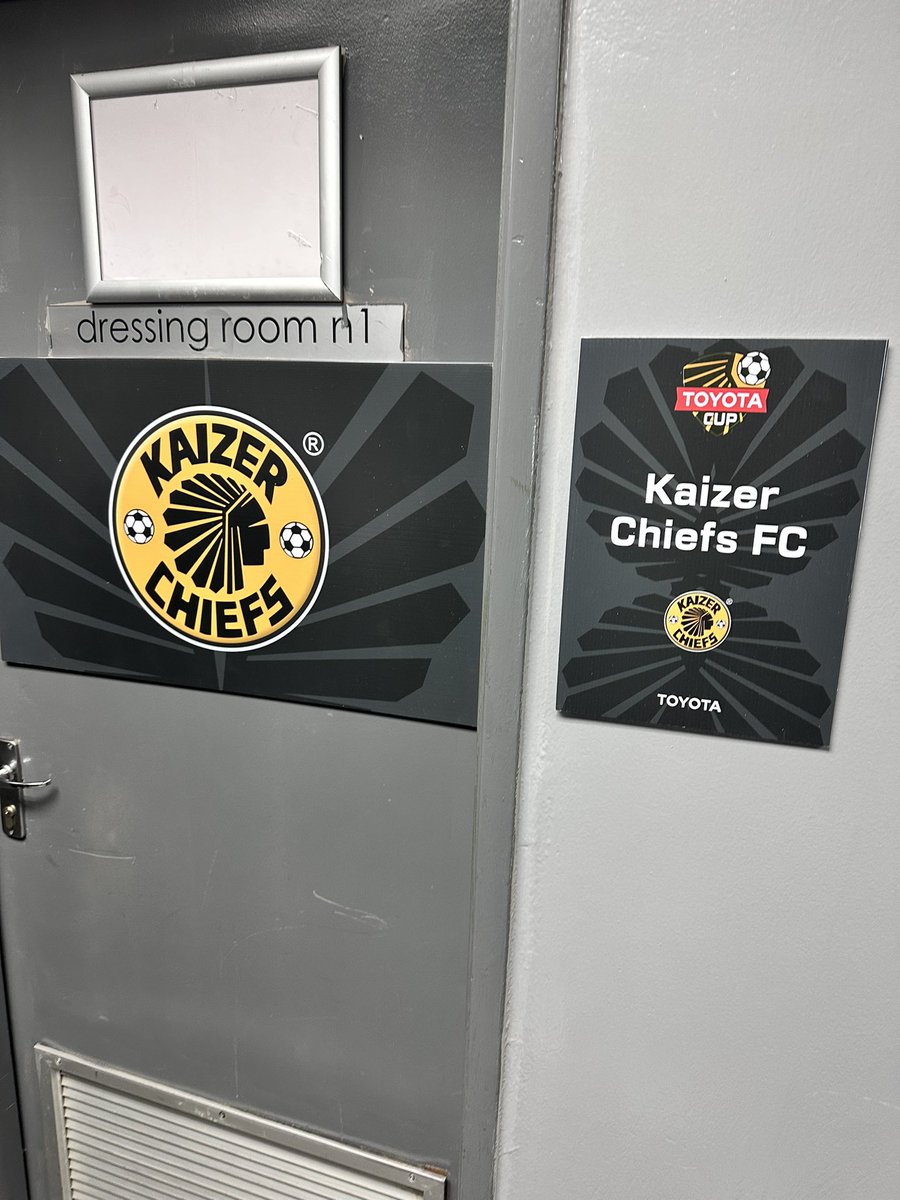 dressing room n1
KAIZER
CHIEFS
®
TOYOTA
CUP
Kaizer
Chiefs FC
KAIZER
CHIEFS
®
TOYOTA